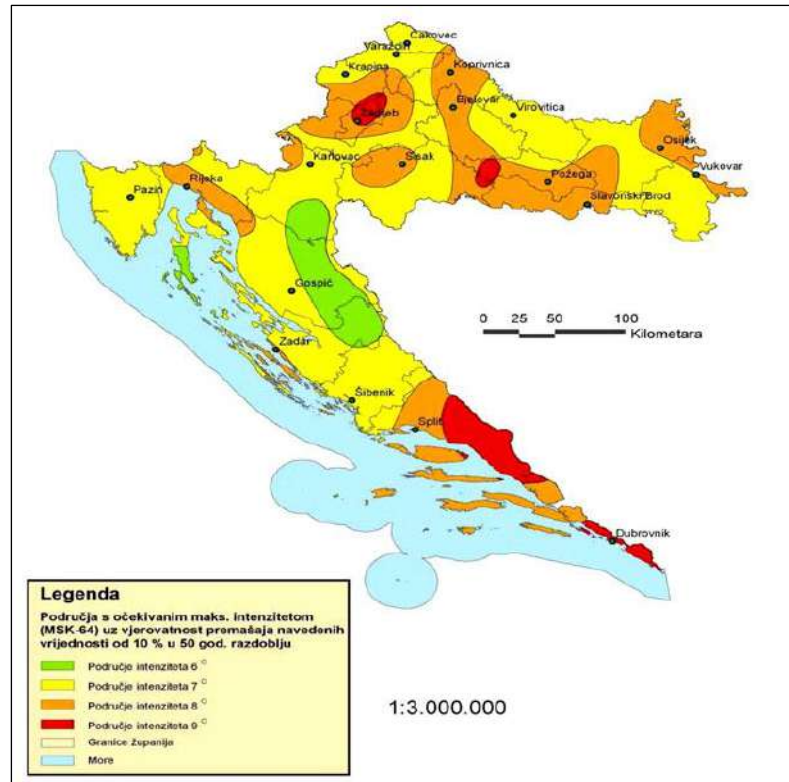 Čakovec
Varaždin
Krapina
Koprivnica
Bjelovar
Virovitica
Zagreb
Osijek
Karlovac
Sisak
Vukovar
Požega
Rijeka
Pazin
Slavonski Brod
Gospić
0 25 50 100
Kilometara
Zadar
Šibenik
Split
Dubrovnik
Legenda
Područja s očekivanim maks. intenzitetom
(MSK-64) uz vjerovatnost premašaja navedenih
vrijednosti od 10 % u 50 god. razdoblju
Područje intenziteta 6 °
Područje intenziteta 7 °
Područje intenziteta 8 °
Područje intenziteta 9 °
Granice županija
More
1:3.000.000